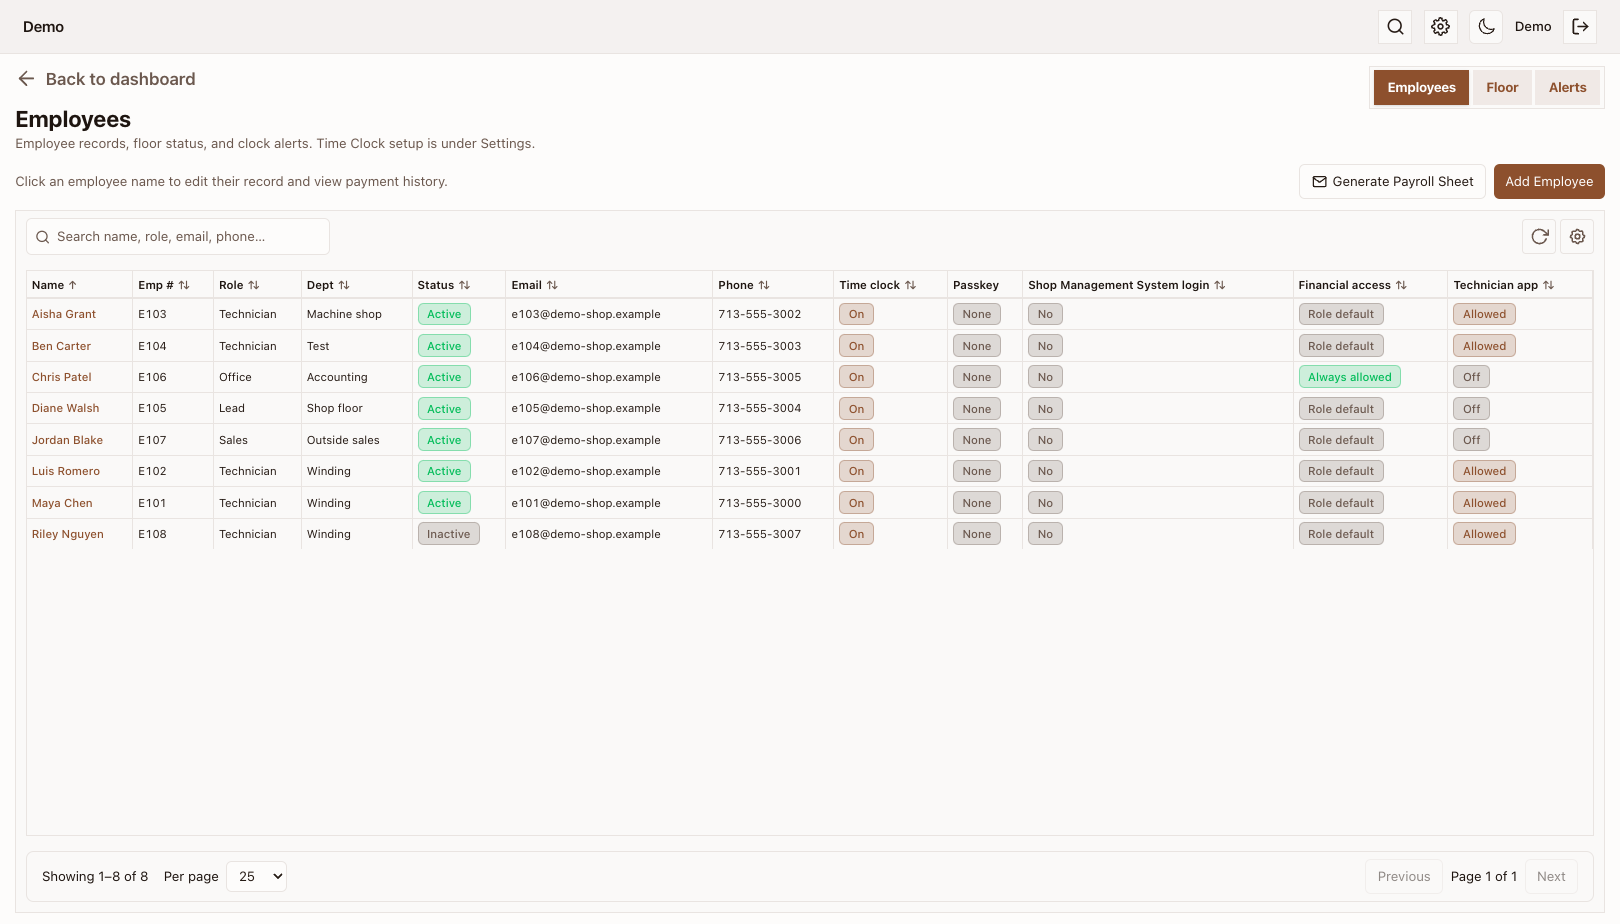 Demo
Demo
Back to dashboard
Employees Floor Alerts
Employees
Employee records, floor status, and clock alerts. Time Clock setup is under Settings.
Click an employee name to edit their record and view payment history.
Generate Payroll Sheet
Add Employee
Search name, role, email, phone...
Name Emp # Role Dept Status Email Phone Time clock Passkey Shop Management System login Financial access Technician app
Aisha Grant E103 Technician Machine shop Active e103@demo-shop.example 713-555-3002 On None No Role default Allowed
Ben Carter E104 Technician Test Active e104@demo-shop.example 713-555-3003 On None No Role default Allowed
Chris Patel E106 Office Accounting Active e106@demo-shop.example 713-555-3005 On None No Always allowed Off
Diane Walsh E105 Lead Shop floor Active e105@demo-shop.example 713-555-3004 On None No Role default Off
Jordan Blake E107 Sales Outside sales Active e107@demo-shop.example 713-555-3006 On None No Role default Off
Luis Romero E102 Technician Winding Active e102@demo-shop.example 713-555-3001 On None No Role default Allowed
Maya Chen E101 Technician Winding Active e101@demo-shop.example 713-555-3000 On None No Role default Allowed
Riley Nguyen E108 Technician Winding Inactive e108@demo-shop.example 713-555-3007 On None No Role default Allowed
Showing 1–8 of 8 Per page 25
Previous Page 1 of 1 Next